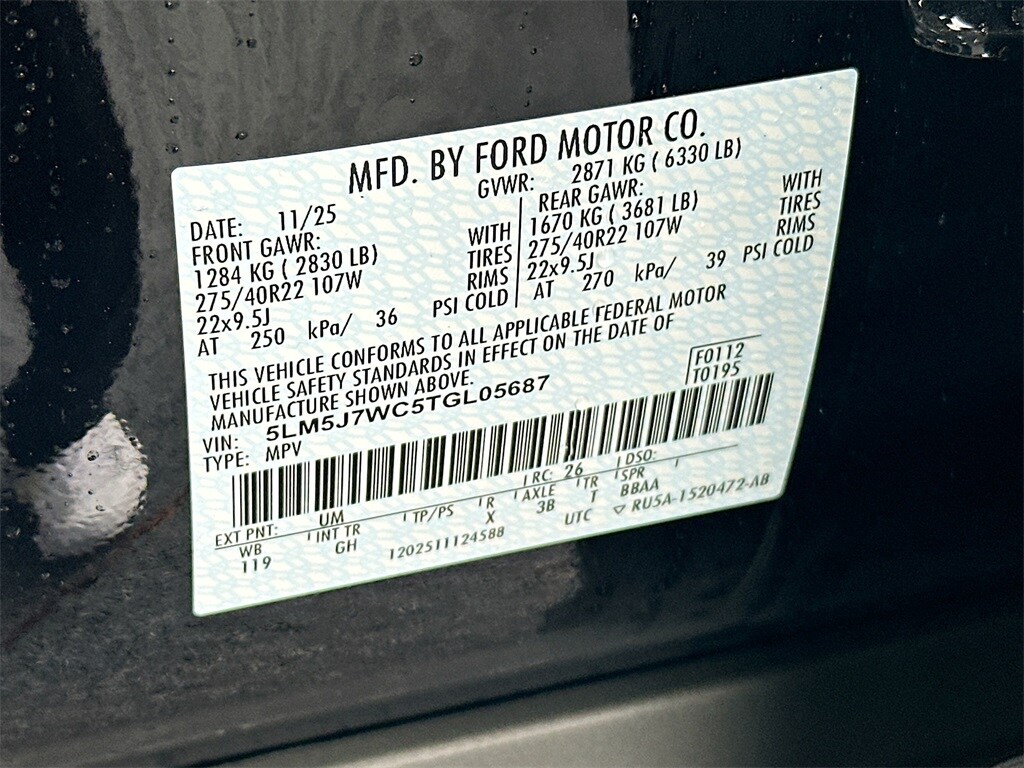 MFD. BY FORD MOTOR CO.
DATE: 11/25
GVWR: 2871 KG ( 6330 LB)
FRONT GAWR:
1284 KG ( 2830 LB) WITH
275/40R22 107W TIRES
22x9.5J RIMS
AT 250 kPa/ 36 PSI COLD
REAR GAWR:
1670 KG ( 3681 LB) WITH
275/40R22 107W TIRES
22x9.5J RIMS
AT 270 kPa/ 39 PSI COLD
THIS VEHICLE CONFORMS TO ALL APPLICABLE FEDERAL MOTOR
VEHICLE SAFETY STANDARDS IN EFFECT ON THE DATE OF
MANUFACTURE SHOWN ABOVE.
VIN: 5LM5J7WC5TGL05687
TYPE: MPV
F0112
T0195
EXT PNT: UM RC: 26 DSO:
WB INT TR TP/PS R AXLE TR SPR
119 GH X 3B T BBAA
1202511124588 UTC ▽ RU5A-1520472-AB